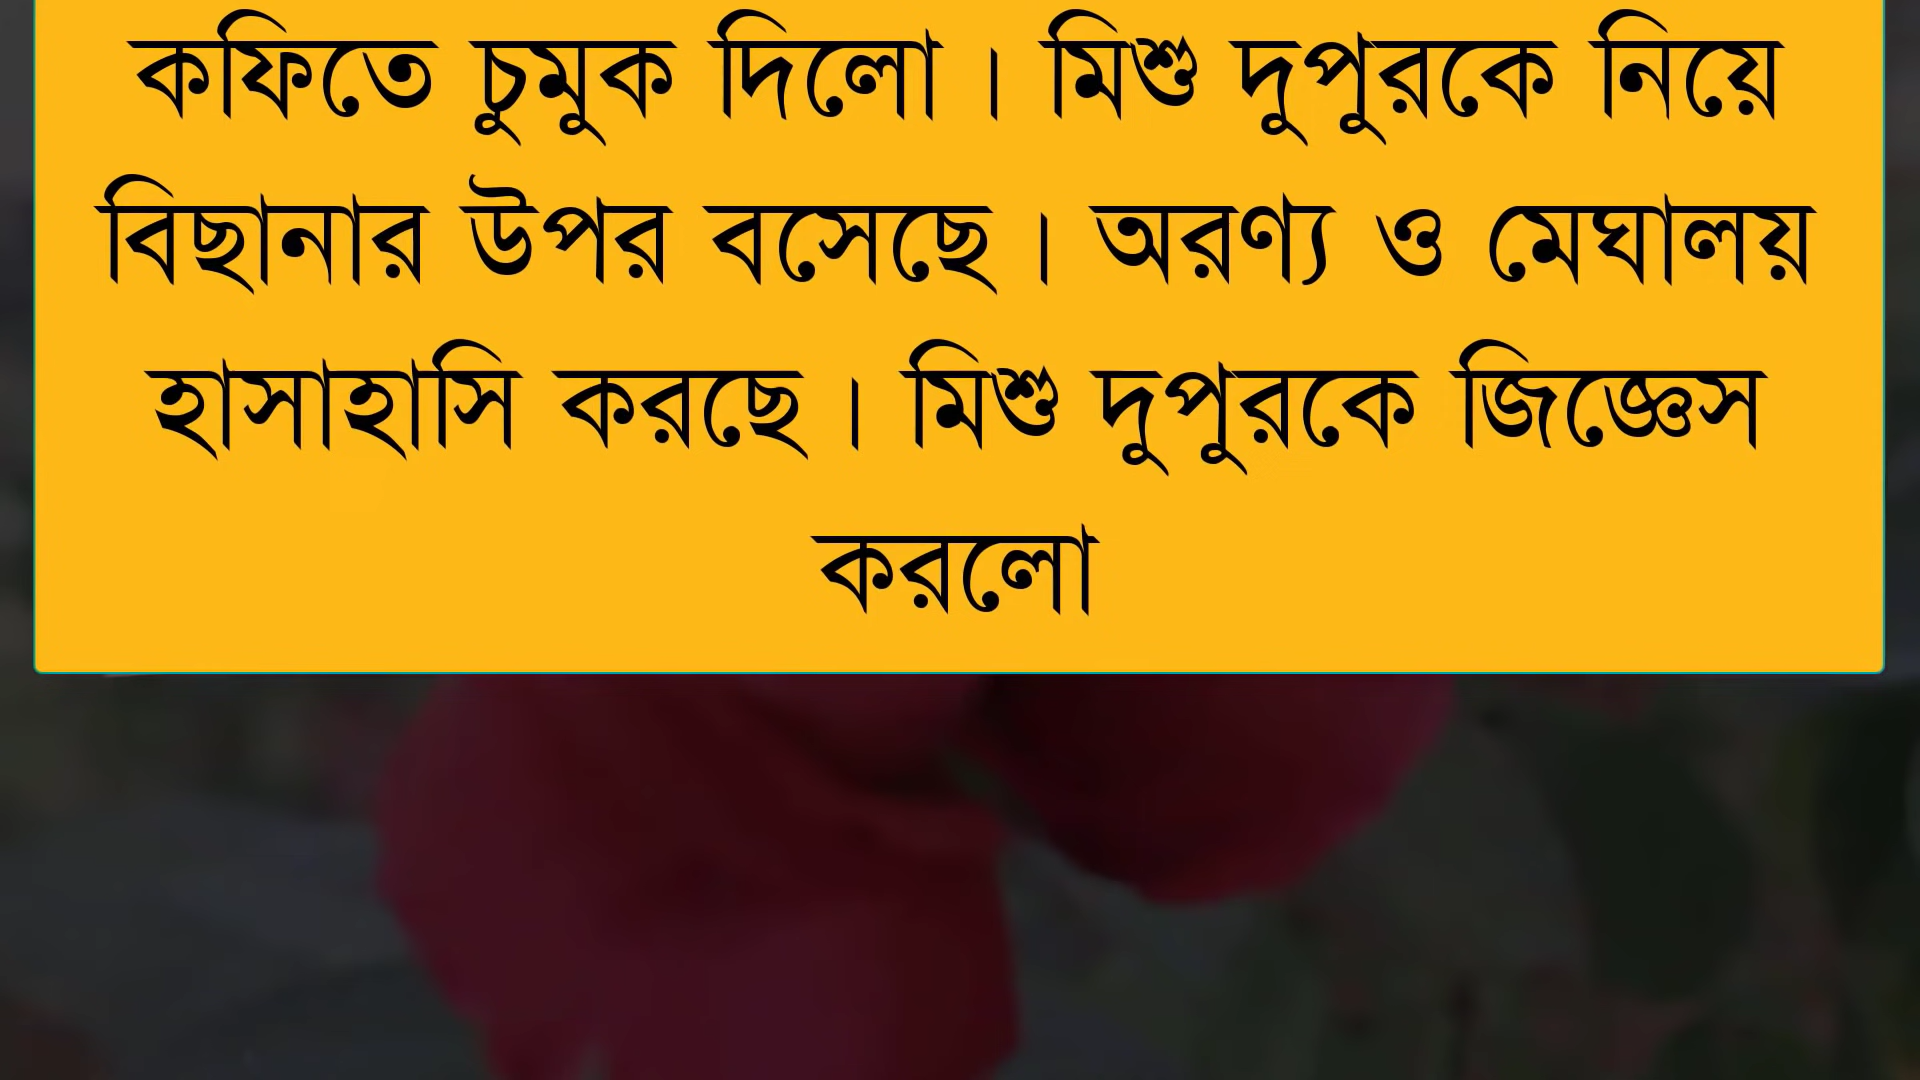 কফিতে চুমুক দিলো । মিশু দুপুরকে নিয়ে
বিছানার উপর বসেছে । অরণ্য ও মেঘালয়
হাসাহাসি করছে । মিশু দুপুরকে জিজ্ঞেস
করলো